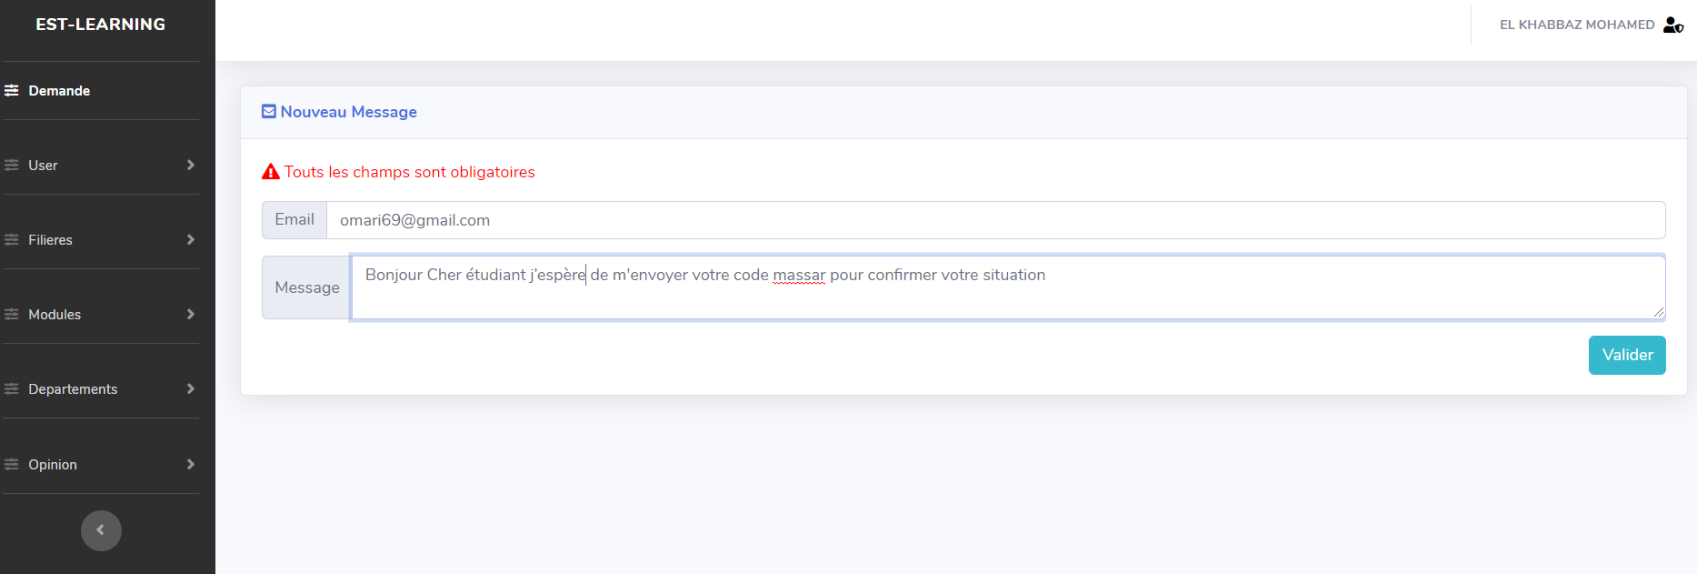 EST-LEARNING
EL KHABBAZ MOHAMED
Demande
User
Filieres
Modules
Departements
Opinion
Nouveau Message
Touts les champs sont obligatoires
Email omari69@gmail.com
Message Bonjour Cher étudiant j'espère de m'envoyer votre code massar pour confirmer votre situation
Valider